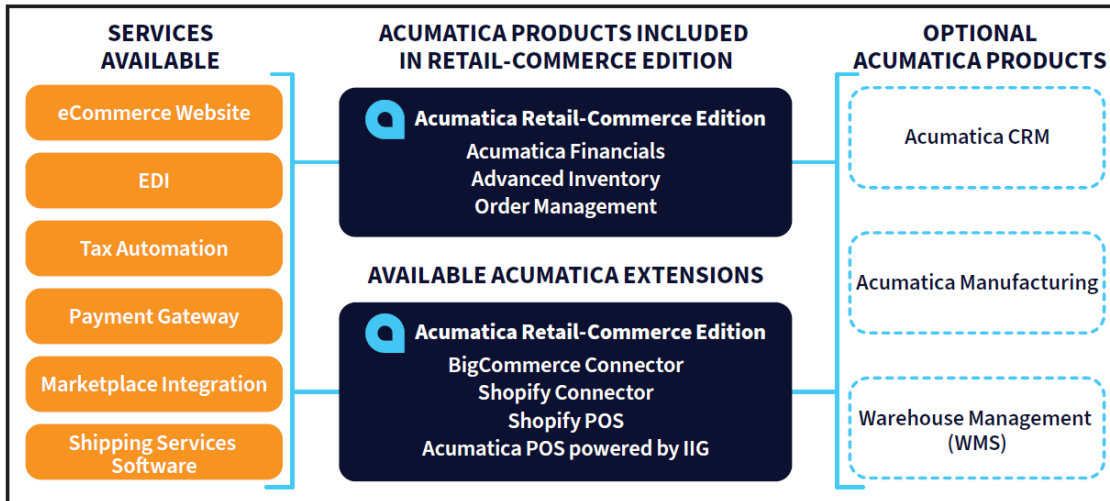 SERVICES
AVAILABLE
eCommerce Website
EDI
Tax Automation
Payment Gateway
Marketplace Integration
Shipping Services
Software
ACUMATICA PRODUCTS INCLUDED
IN RETAIL-COMMERCE EDITION
Acumatica Retail-Commerce Edition
Acumatica Financials
Advanced Inventory
Order Management
AVAILABLE ACUMATICA EXTENSIONS
Acumatica Retail-Commerce Edition
BigCommerce Connector
Shopify Connector
Shopify POS
Acumatica POS powered by IIG
OPTIONAL
ACUMATICA PRODUCTS
Acumatica CRM
Acumatica Manufacturing
Warehouse Management
(WMS)